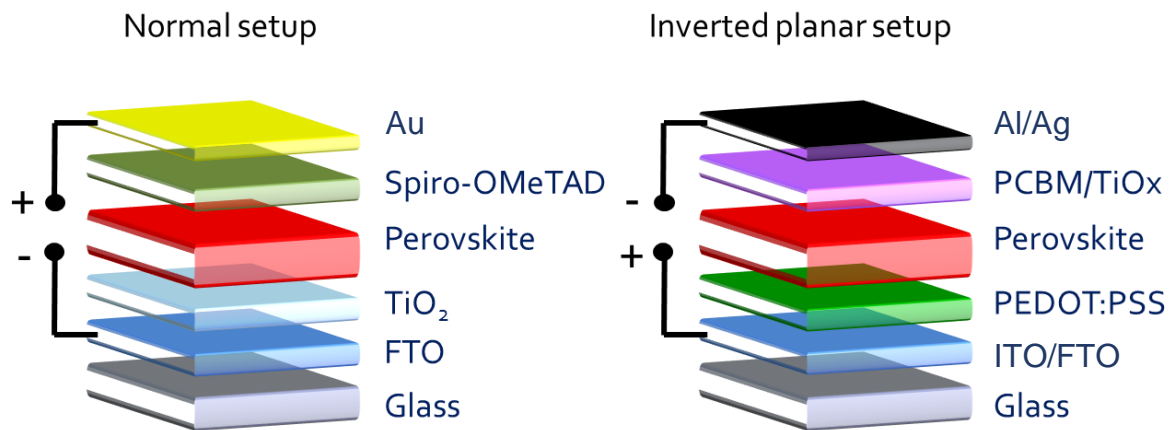 Normal setup
Au
Spiro-OMeTAD
+
Perovskite
-
TiO₂
FTO
Glass
Inverted planar setup
Al/Ag
PCBM/TiOx
-
Perovskite
+
PEDOT:PSS
ITO/FTO
Glass